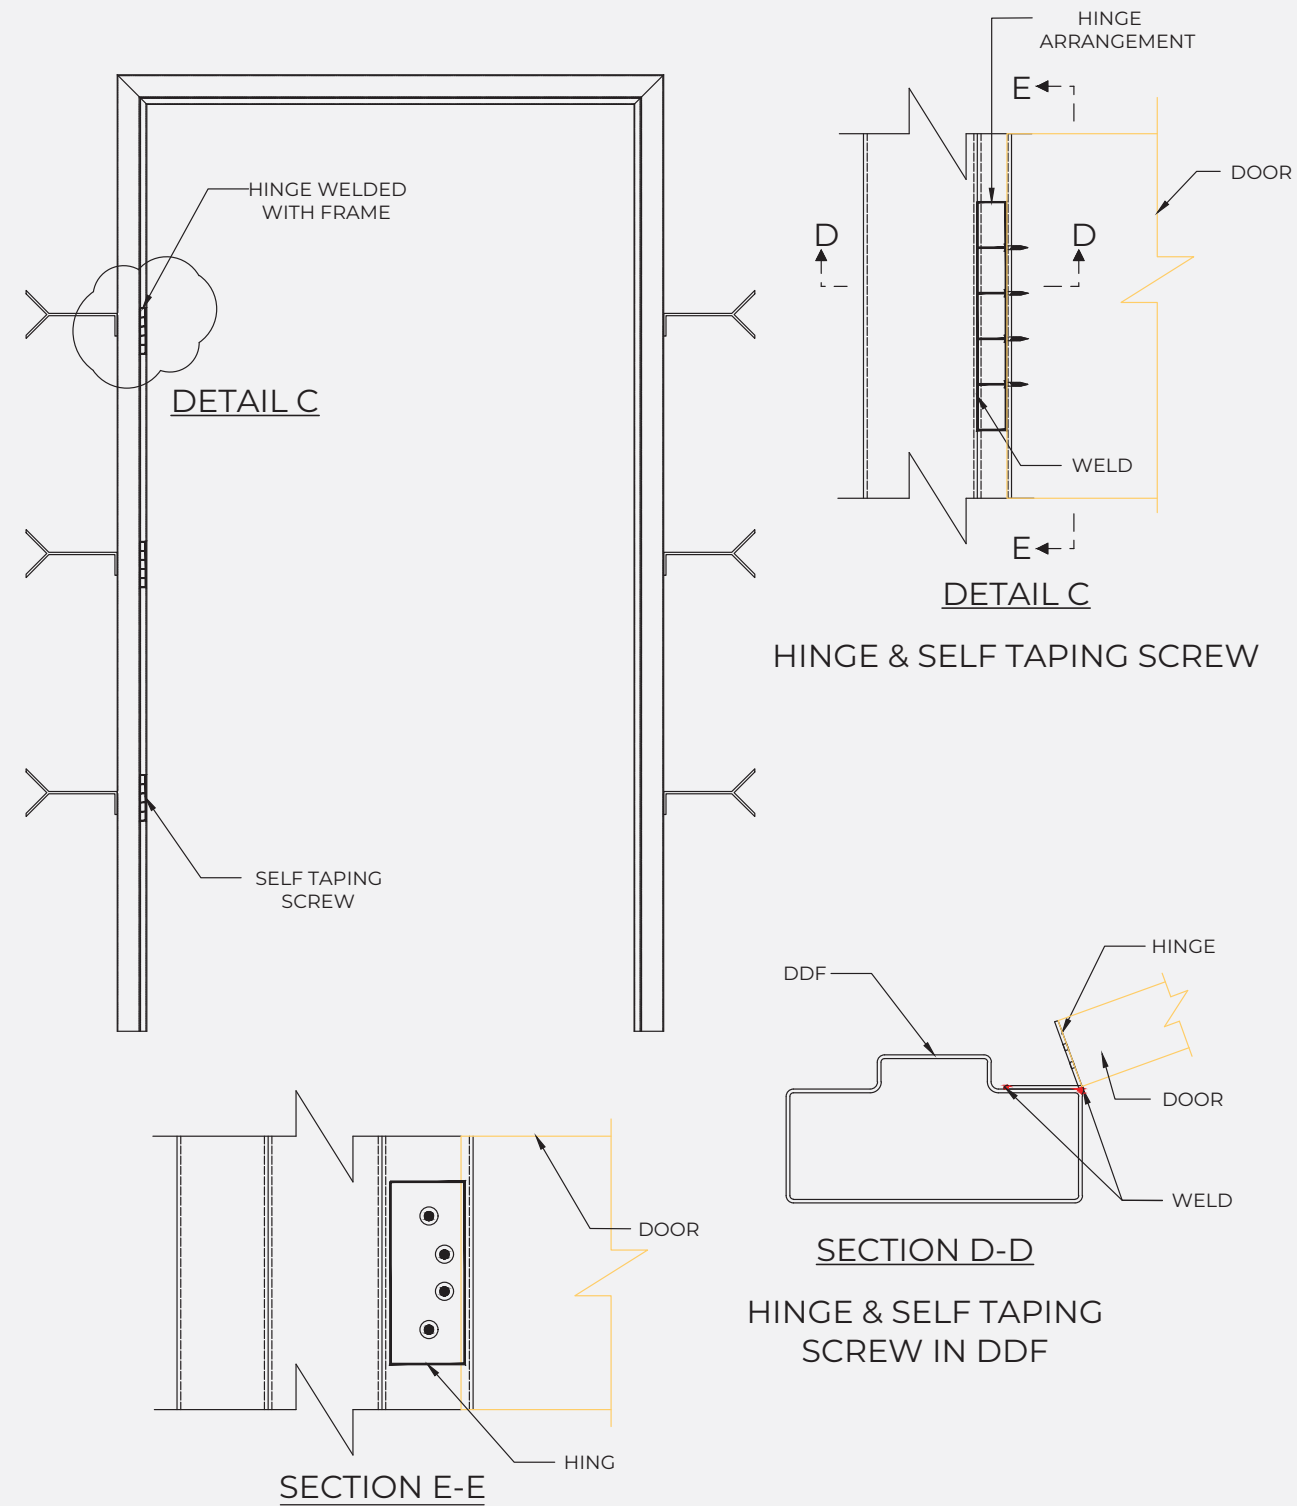 HINGE
ARRANGEMENT
E
DOOR
HINGE WELDED
WITH FRAME
D
D
DETAIL C
WELD
E
DETAIL C
HINGE & SELF TAPING SCREW
SELF TAPING
SCREW
HINGE
DDF
DOOR
WELD
DOOR
SECTION D-D
HINGE & SELF TAPING
SCREW IN DDF
HING
SECTION E-E